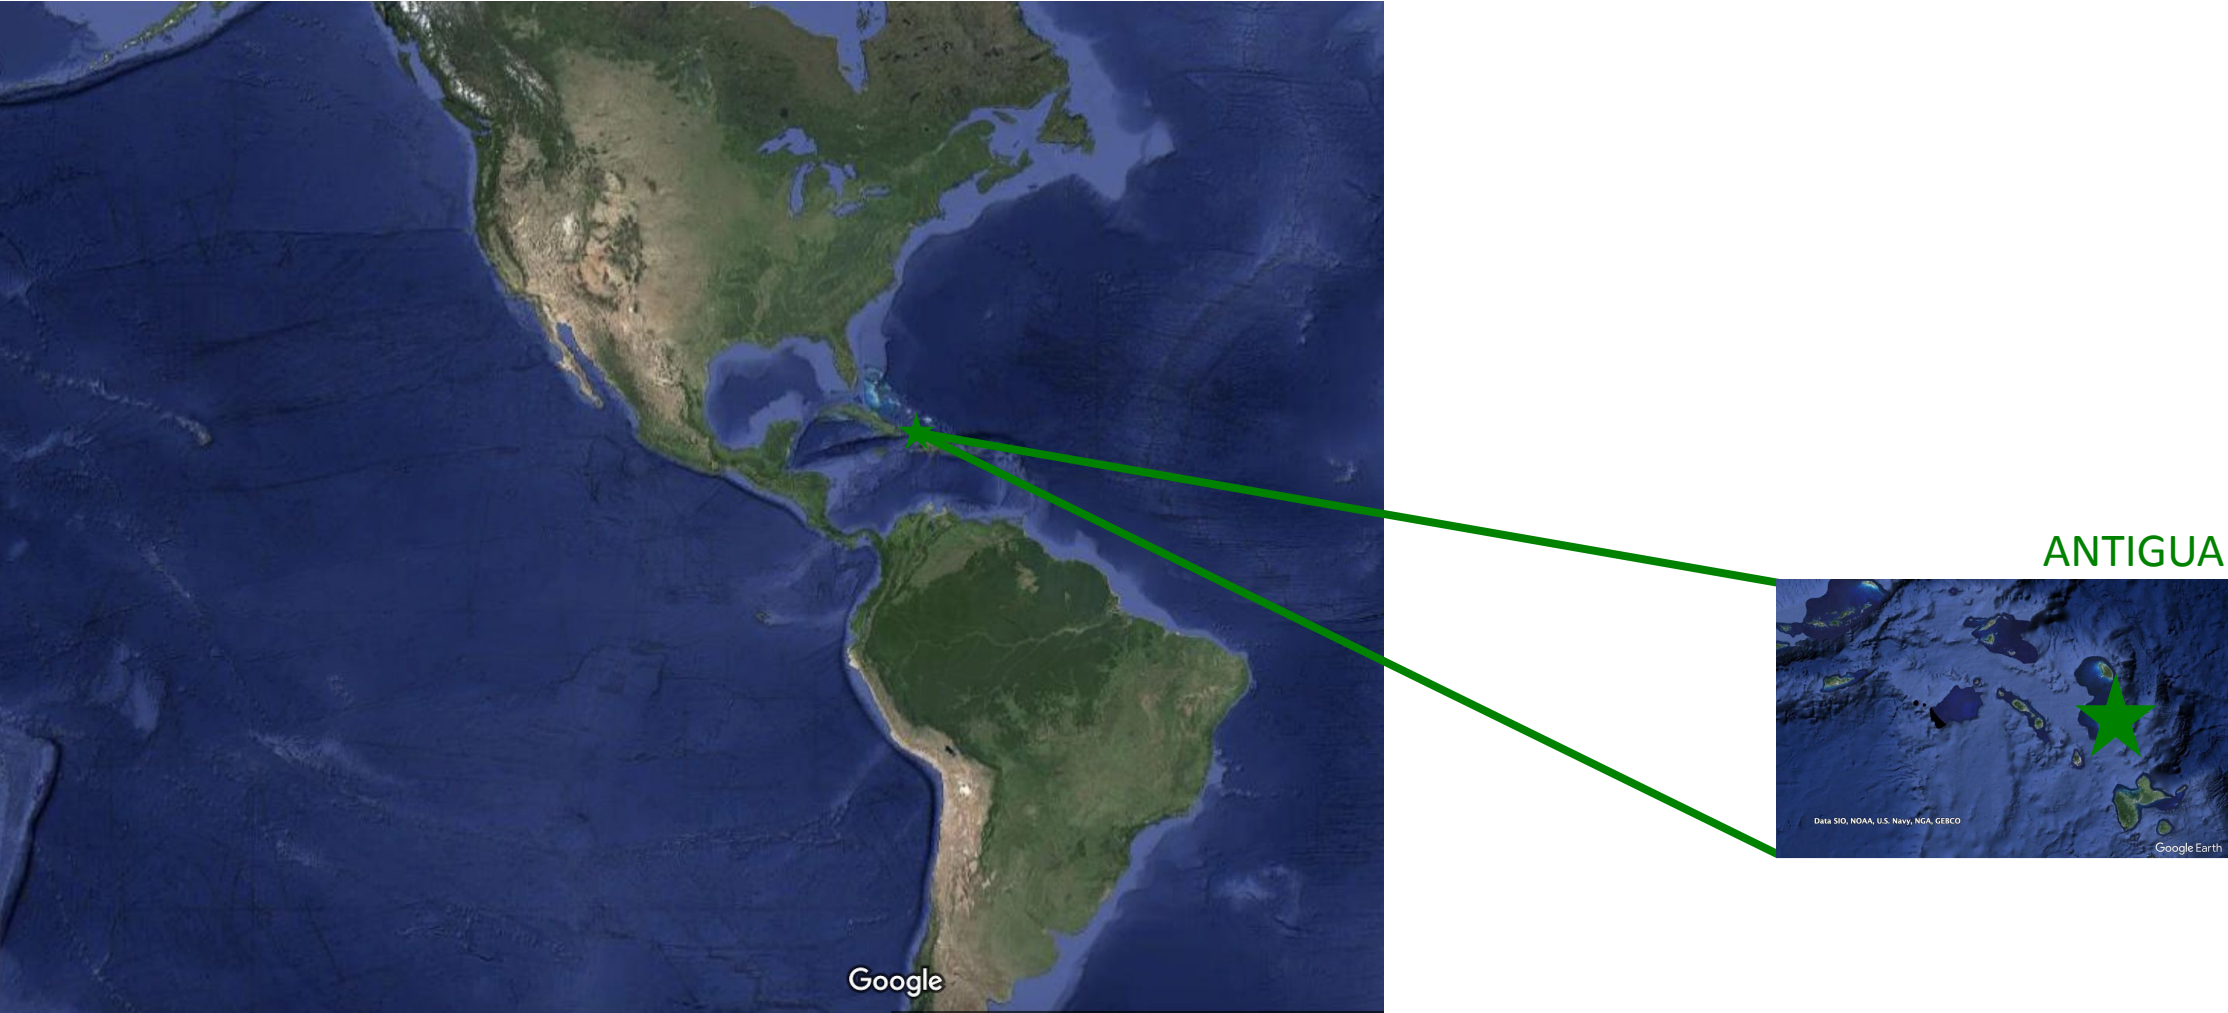 ANTIGUA
Data SIO, NOAA, U.S. Navy, NGA, GEBCO
Google Earth
Google